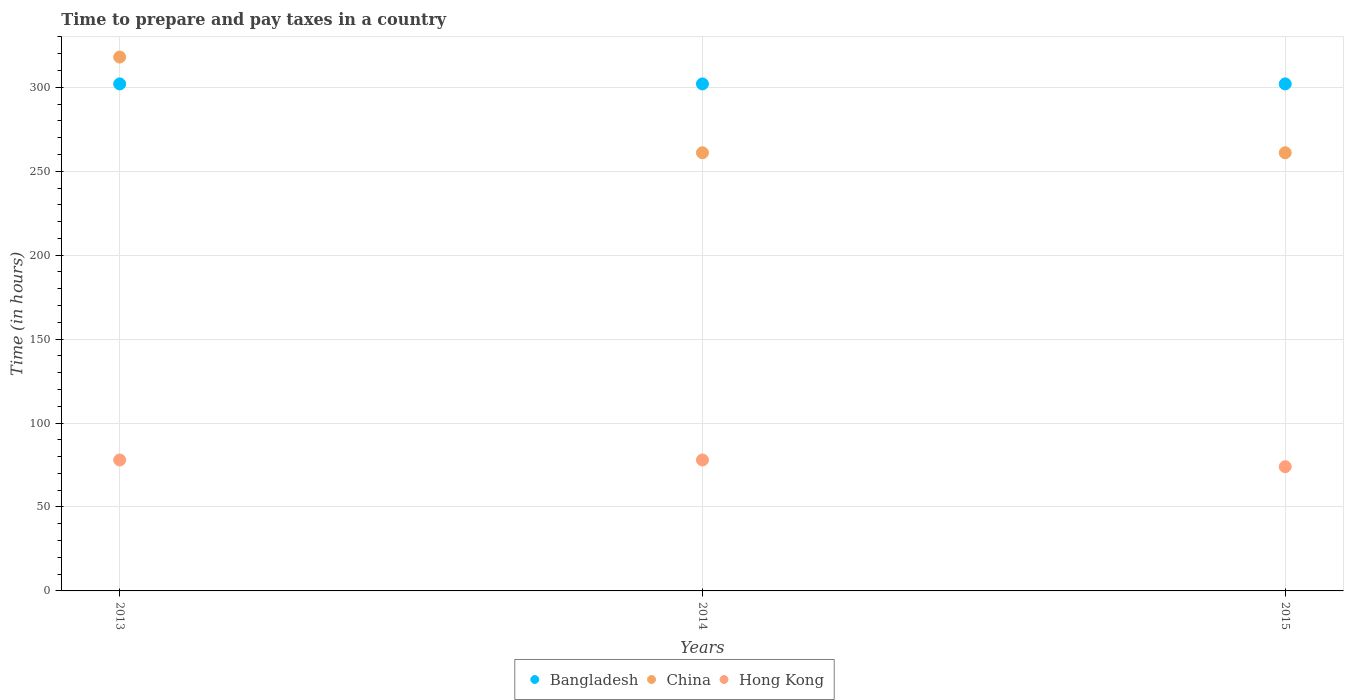 Time to prepare and pay taxes in a country
Time (in hours)
300
250
200
150
100
50
0
2013
2014
2015
Years
Bangladesh
China
Hong Kong